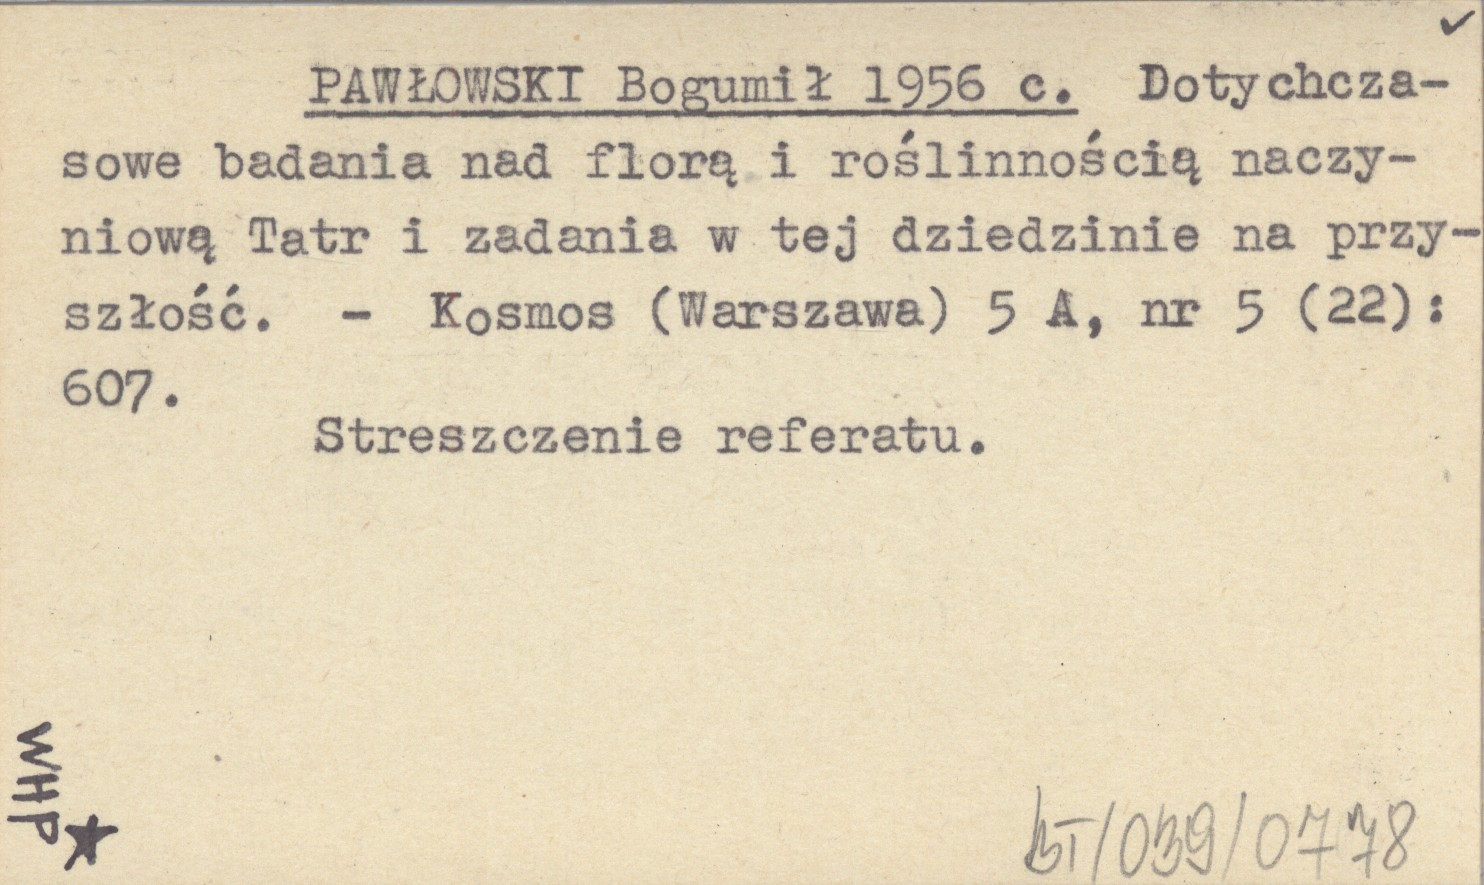 PAWŁOWSKI Bogumił 1956 c. Dotychcza-
sowe badania nad florą i roślinnością naczy-
niową Tatr i zadania w tej dziedzinie na przy-
szłość. - Kosmos (Warszawa) 5 A, nr 5 (22):
607.
Streszczenie referatu.
WHP
BT/039/0778